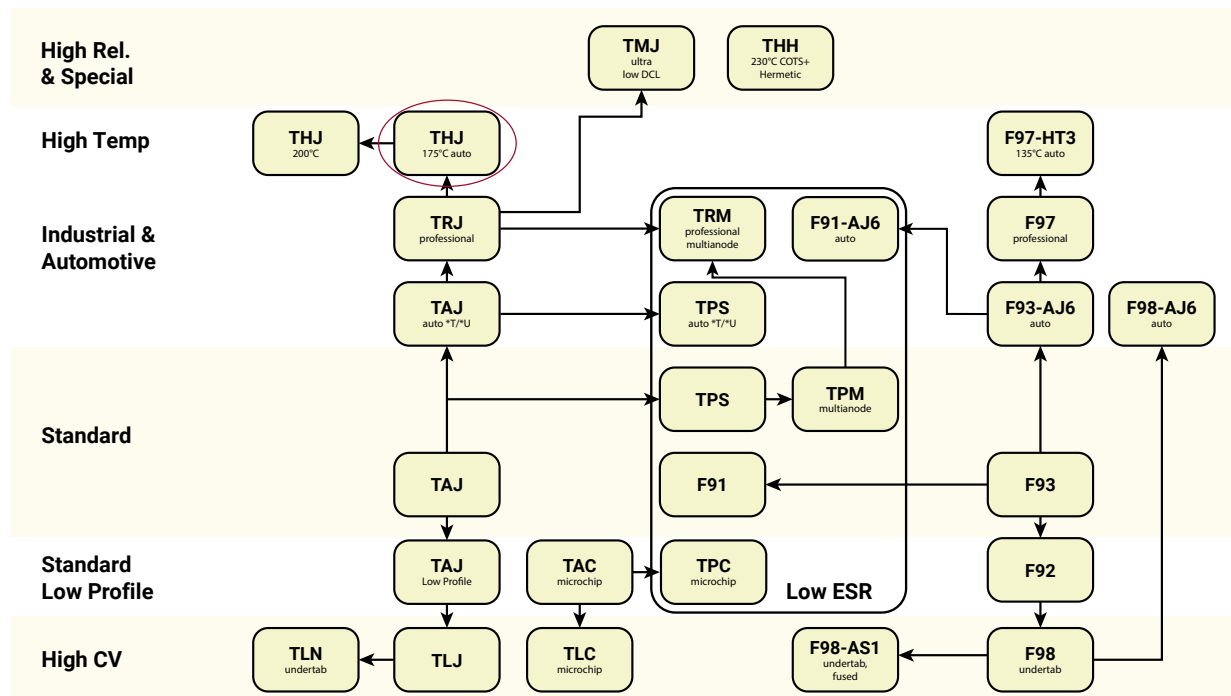 High Rel.
& Special
TMJ
ultra
low DCL
THH
230°C COTS+
Hermetic
High Temp
THJ
200°C
THJ
175°C auto
F97-HT3
135°C auto
Industrial &
Automotive
TRJ
professional
TRM
professional
multianode
F91-AJ6
auto
F97
professional
TAJ
auto *T/*U
TPS
auto *T/*U
F93-AJ6
auto
F98-AJ6
auto
Standard
TPS
TPM
multianode
TAJ
F91
F93
Standard
Low Profile
TAJ
Low Profile
TAC
microchip
TPC
microchip
Low ESR
F92
High CV
TLN
undertab
TLJ
TLC
microchip
F98-AS1
undertab,
fused
F98
undertab